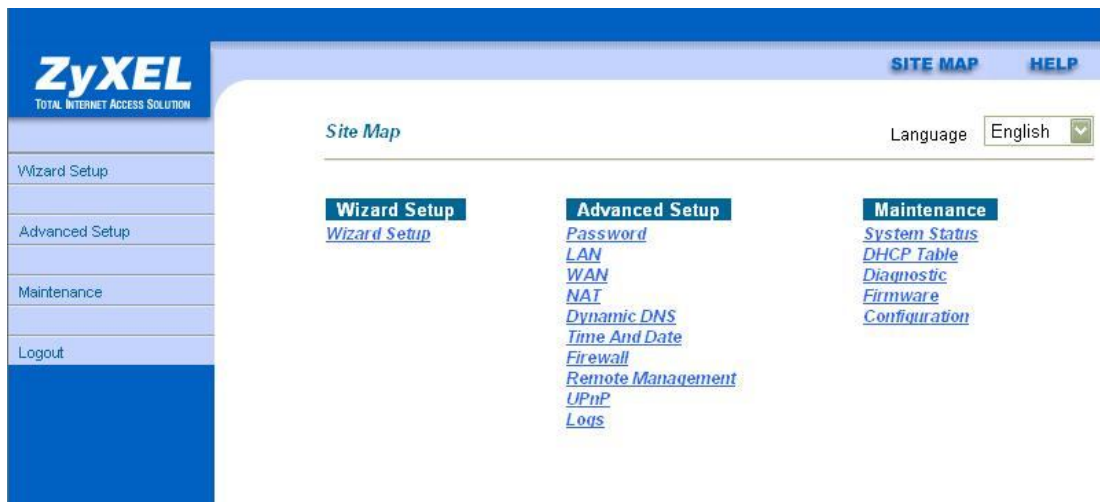 ZyXEL
TOTAL INTERNET ACCESS SOLUTION
SITE MAP
HELP
Wizard Setup
Advanced Setup
Maintenance
Logout
Site Map
Language
English
Wizard Setup
Wizard Setup
Advanced Setup
Password
LAN
WAN
NAT
Dynamic DNS
Time And Date
Firewall
Remote Management
UPnP
Logs
Maintenance
System Status
DHCP Table
Diagnostic
Firmware
Configuration